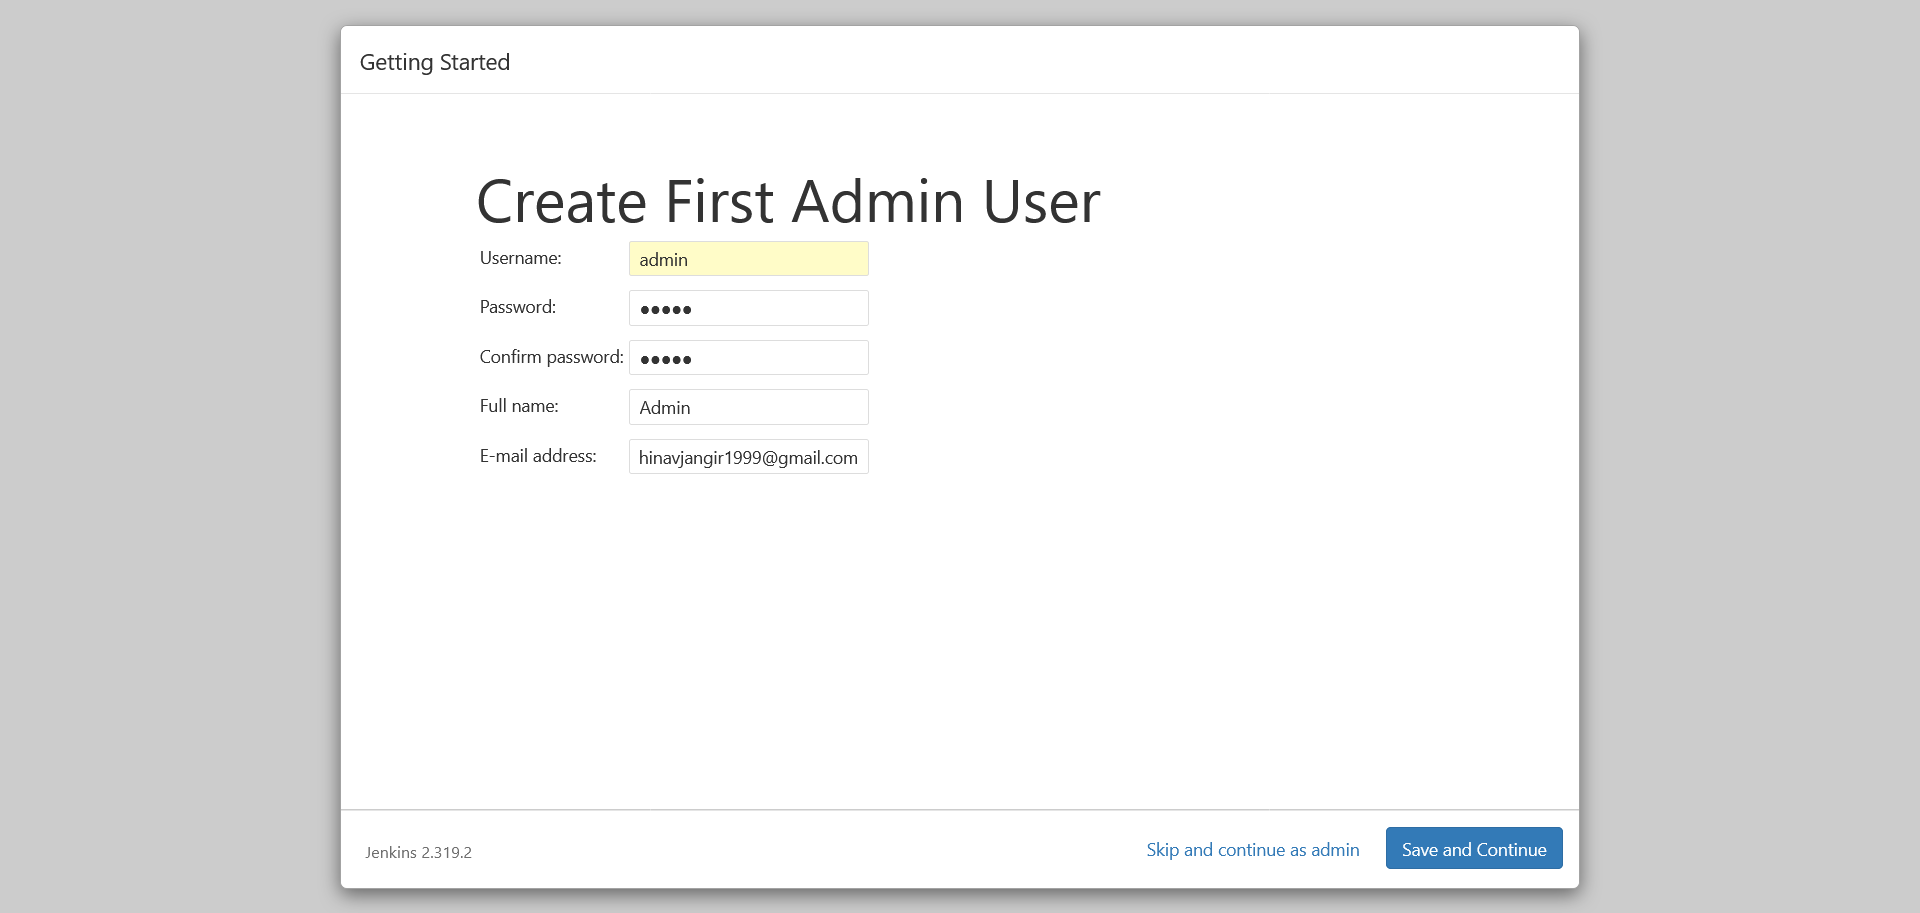 Getting Started
Create First Admin User
Username: admin
Password: ●●●●●
Confirm password: ●●●●●
Full name: Admin
E-mail address: hinavjangir1999@gmail.com
Jenkins 2.319.2 Skip and continue as admin Save and Continue